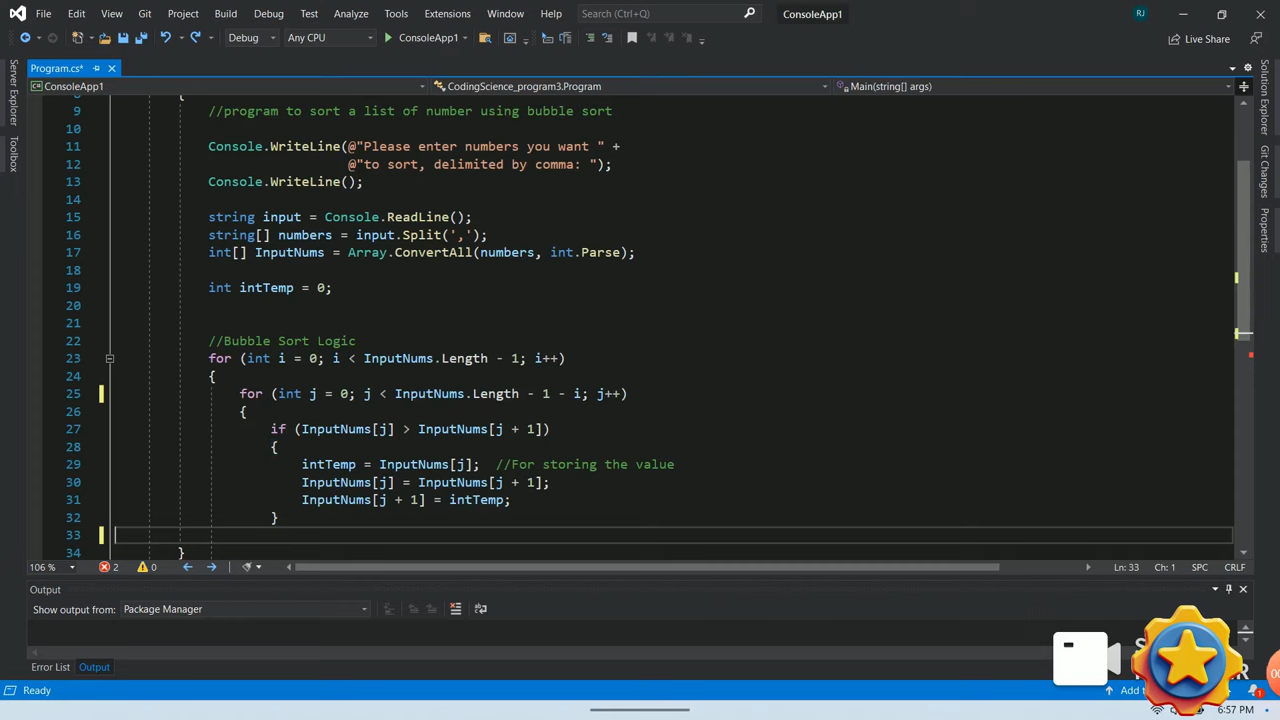 File Edit View Git Project Build Debug Test Analyze Tools Extensions Window Help Search (Ctrl+Q) ConsoleApp1 RJ
Debug Any CPU ConsoleApp1 Live Share
Program.cs*
ConsoleApp1 CodingScience_program3.Program Main(string[] args)
Server Explorer
Toolbox
Solution Explorer
Git Changes
Properties
8 {
9 //program to sort a list of number using bubble sort
10
11 Console.WriteLine(@"Please enter numbers you want " +
12 @"to sort, delimited by comma: ");
13 Console.WriteLine();
14
15 string input = Console.ReadLine();
16 string[] numbers = input.Split(',');
17 int[] InputNums = Array.ConvertAll(numbers, int.Parse);
18
19 int intTemp = 0;
20
21
22 //Bubble Sort Logic
23 for (int i = 0; i < InputNums.Length - 1; i++)
24 {
25 for (int j = 0; j < InputNums.Length - 1 - i; j++)
26 {
27 if (InputNums[j] > InputNums[j + 1])
28 {
29 intTemp = InputNums[j]; //For storing the value
30 InputNums[j] = InputNums[j + 1];
31 InputNums[j + 1] = intTemp;
32 }
33
34 }
106 % 2 0 Ln: 33 Ch: 1 SPC CRLF
Output
Show output from: Package Manager
Error List Output
Ready Add to 1
6:57 PM